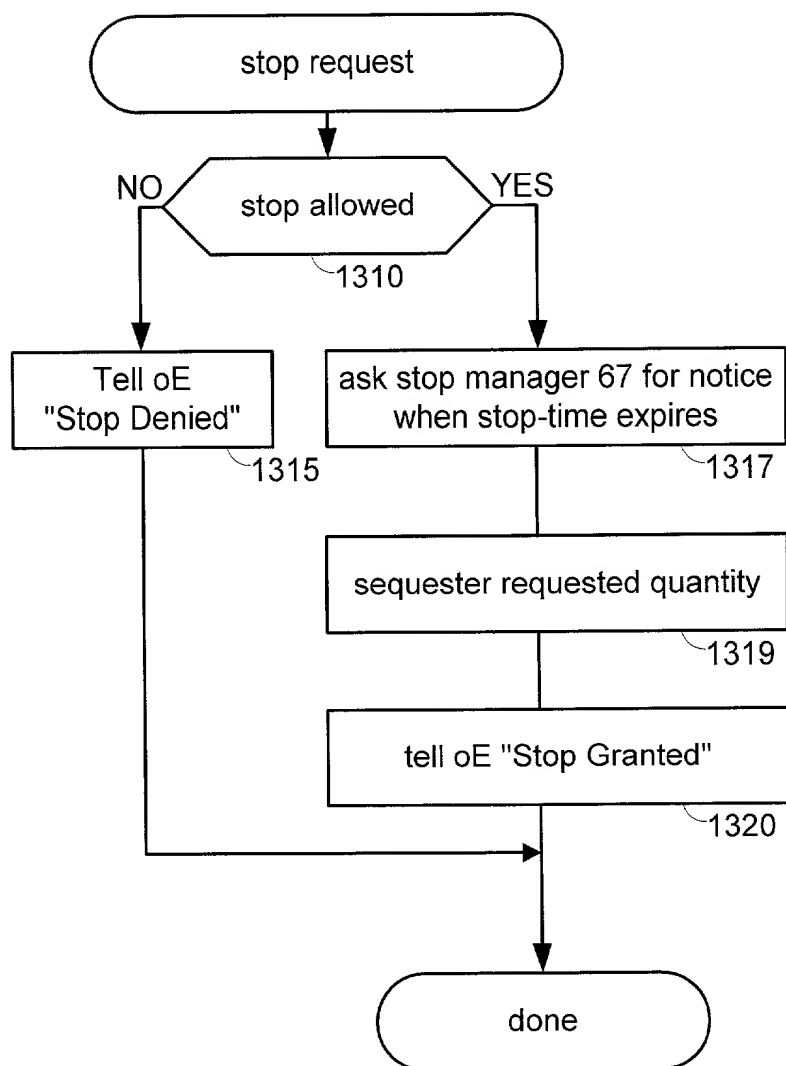 stop request
NO
YES
stop allowed
1310
Tell oE
"Stop Denied"
1315
ask stop manager 67 for notice
when stop-time expires
1317
sequester requested quantity
1319
tell oE "Stop Granted"
1320
done